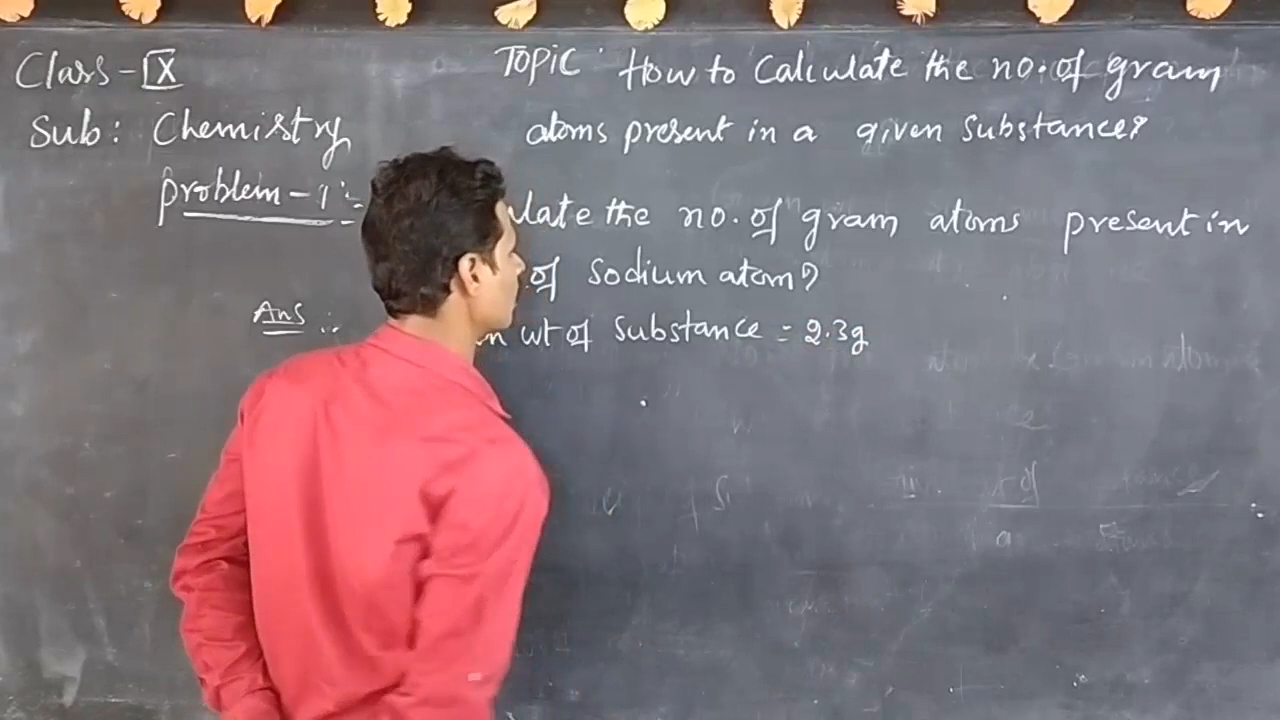 Class - IX
TOPIC : How to Calculate the no. of gram
Sub : Chemistry
atoms present in a given substance?
problem - 1 :-
late the no. of gram atoms present in
of sodium atom?
Ans :-
n wt of substance = 2.3g